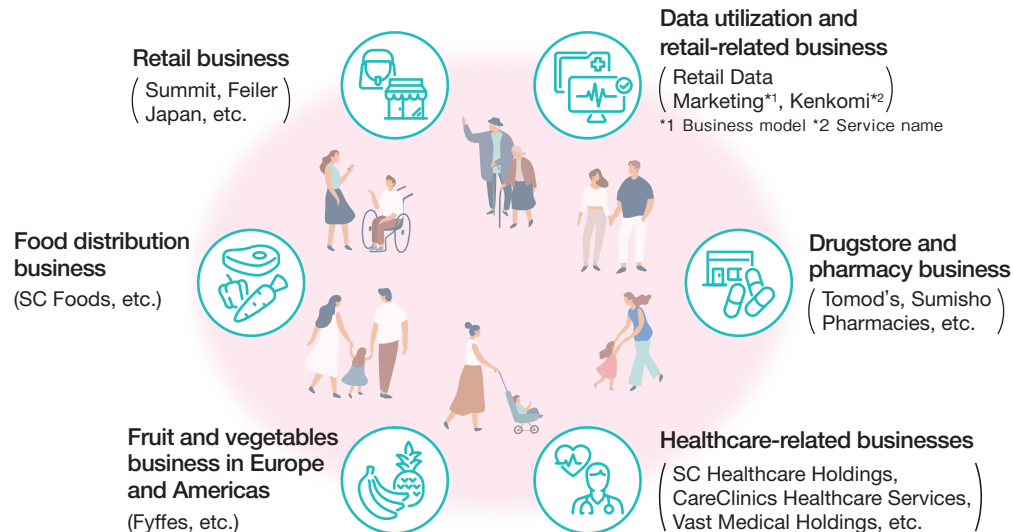 Retail business
Summit, Feiler
Japan, etc.
Data utilization and
retail-related business
Retail Data
Marketing*1, Kenkomi*2
*1 Business model *2 Service name
Food distribution
business
(SC Foods, etc.)
Drugstore and
pharmacy business
Tomod's, Sumisho
Pharmacies, etc.
Fruit and vegetables
business in Europe
and Americas
(Fyffes, etc.)
Healthcare-related businesses
SC Healthcare Holdings,
CareClinics Healthcare Services,
Vast Medical Holdings, etc.